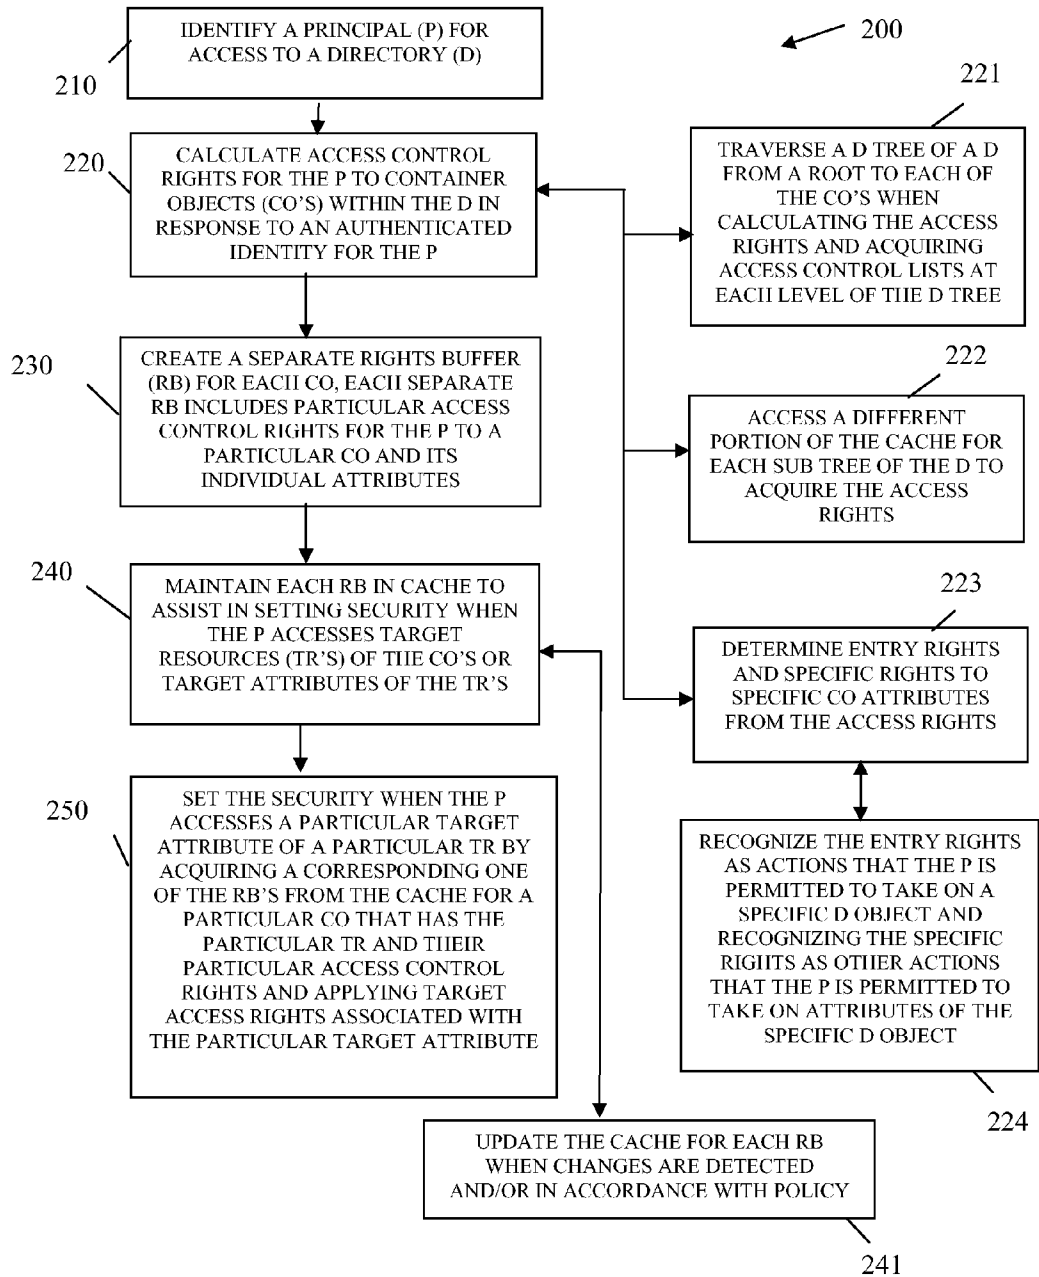 IDENTIFY A PRINCIPAL (P) FOR
ACCESS TO A DIRECTORY (D)
210
200
CALCULATE ACCESS CONTROL
RIGHTS FOR THE P TO CONTAINER
OBJECTS (CO'S) WITHIN THE D IN
RESPONSE TO AN AUTHENTICATED
IDENTITY FOR THE P
220
221
TRAVERSE A D TREE OF A D
FROM A ROOT TO EACH OF
THE CO'S WHEN
CALCULATING THE ACCESS
RIGHTS AND ACQUIRING
ACCESS CONTROL LISTS AT
EACH LEVEL OF THE D TREE
230
CREATE A SEPARATE RIGHTS BUFFER
(RB) FOR EACH CO, EACH SEPARATE
RB INCLUDES PARTICULAR ACCESS
CONTROL RIGHTS FOR THE P TO A
PARTICULAR CO AND ITS
INDIVIDUAL ATTRIBUTES
222
ACCESS A DIFFERENT
PORTION OF THE CACHE FOR
EACH SUB TREE OF THE D TO
ACQUIRE THE ACCESS
RIGHTS
240
MAINTAIN EACH RB IN CACHE TO
ASSIST IN SETTING SECURITY WHEN
THE P ACCESSES TARGET
RESOURCES (TR'S) OF THE CO'S OR
TARGET ATTRIBUTES OF THE TR'S
223
DETERMINE ENTRY RIGHTS
AND SPECIFIC RIGHTS TO
SPECIFIC CO ATTRIBUTES
FROM THE ACCESS RIGHTS
250
SET THE SECURITY WHEN THE P
ACCESSES A PARTICULAR TARGET
ATTRIBUTE OF A PARTICULAR TR BY
ACQUIRING A CORRESPONDING ONE
OF THE RB'S FROM THE CACHE FOR A
PARTICULAR CO THAT HAS THE
PARTICULAR TR AND THEIR
PARTICULAR ACCESS CONTROL
RIGHTS AND APPLYING TARGET
ACCESS RIGHTS ASSOCIATED WITH
THE PARTICULAR TARGET ATTRIBUTE
RECOGNIZE THE ENTRY RIGHTS
AS ACTIONS THAT THE P IS
PERMITTED TO TAKE ON A
SPECIFIC D OBJECT AND
RECOGNIZING THE SPECIFIC
RIGHTS AS OTHER ACTIONS
THAT THE P IS PERMITTED TO
TAKE ON ATTRIBUTES OF THE
SPECIFIC D OBJECT
224
UPDATE THE CACHE FOR EACH RB
WHEN CHANGES ARE DETECTED
AND/OR IN ACCORDANCE WITH POLICY
241